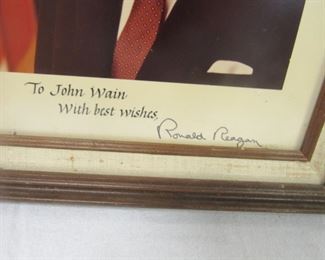 To John Wain
With best wishes,
Ronald Reagan